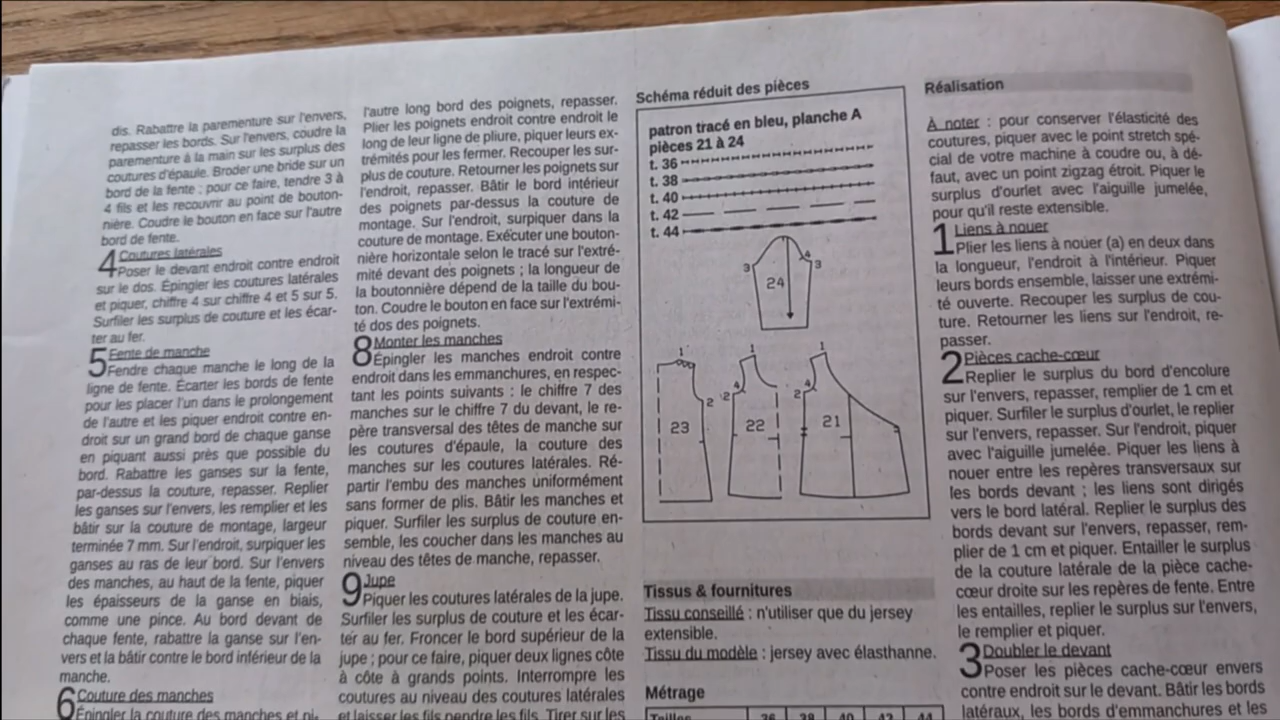 dis. Rabattre la parementure sur l'envers,
repasser les bords. Sur l'envers, coudre la
parementure à la main sur les surplus des
coutures d'épaule. Broder une bride sur un
bord de la fente : pour ce faire, tendre 3 à
4 fils et les recouvrir au point de bouton-
nière. Coudre le bouton en face sur l'autre
bord de fente.
4 Coutures latérales
Poser le devant endroit contre endroit
sur le dos. Épingler les coutures latérales
et piquer, chiffre 4 sur chiffre 4 et 5 sur 5.
Surfiler les surplus de couture et les écar-
ter au fer.
5 Fente de manche
Fendre chaque manche le long de la
ligne de fente. Écarter les bords de fente
pour les placer l'un dans le prolongement
de l'autre et les piquer endroit contre en-
droit sur un grand bord de chaque ganse
en piquant aussi près que possible du
bord. Rabattre les ganses sur la fente,
par-dessus la couture, repasser. Replier
les ganses sur l'envers, les remplier et les
bâtir sur la couture de montage, largeur
terminée 7 mm. Sur l'endroit, surpiquer les
ganses au ras de leur bord. Sur l'envers
des manches, au haut de la fente, piquer
les épaisseurs de la ganse en biais,
comme une pince. Au bord devant de
chaque fente, rabattre la ganse sur l'en-
vers et la bâtir contre le bord inférieur de la
manche.
6 Couture des manches
Épingler la couture des manches et pi-
l'autre long bord des poignets, repasser.
Plier les poignets endroit contre endroit le
long de leur ligne de pliure, piquer leurs ex-
trémités pour les fermer. Recouper les sur-
plus de couture. Retourner les poignets sur
l'endroit, repasser. Bâtir le bord intérieur
des poignets par-dessus la couture de
montage. Sur l'endroit, surpiquer dans la
couture de montage. Exécuter une bouton-
nière horizontale selon le tracé sur l'extré-
mité devant des poignets ; la longueur de
la boutonnière dépend de la taille du bou-
ton. Coudre le bouton en face sur l'extrémi-
té dos des poignets.
8 Monter les manches
Épingler les manches endroit contre
endroit dans les emmanchures, en respec-
tant les points suivants : le chiffre 7 des
manches sur le chiffre 7 du devant, le re-
père transversal des têtes de manche sur
les coutures d'épaule, la couture des
manches sur les coutures latérales. Ré-
partir l'embu des manches uniformément
sans former de plis. Bâtir les manches et
piquer. Surfiler les surplus de couture en-
semble, les coucher dans les manches au
niveau des têtes de manche, repasser.
9 Jupe
Piquer les coutures latérales de la jupe.
Surfiler les surplus de couture et les écar-
ter au fer. Froncer le bord supérieur de la
jupe ; pour ce faire, piquer deux lignes côte
à côte à grands points. Interrompre les
coutures au niveau des coutures latérales
et laisser les fils pendre les fils. Tirer sur les
Schéma réduit des pièces
patron tracé en bleu, planche A
pièces 21 à 24
t. 36
t. 38
t. 40
t. 42
t. 44
3 24 4 3
1 2 23
1 4 2 22
1 4 2 21
Tissus & fournitures
Tissu conseillé : n'utiliser que du jersey
extensible.
Tissu du modèle : jersey avec élasthanne.
Métrage
Tailles 36 38 40 42 44
Réalisation
À noter : pour conserver l'élasticité des
coutures, piquer avec le point stretch spé-
cial de votre machine à coudre ou, à dé-
faut, avec un point zigzag étroit. Piquer le
surplus d'ourlet avec l'aiguille jumelée,
pour qu'il reste extensible.
1 Liens à nouer
Plier les liens à nouer (a) en deux dans
la longueur, l'endroit à l'intérieur. Piquer
leurs bords ensemble, laisser une extrémi-
té ouverte. Recouper les surplus de cou-
ture. Retourner les liens sur l'endroit, re-
passer.
2 Pièces cache-cœur
Replier le surplus du bord d'encolure
sur l'envers, repasser, remplier de 1 cm et
piquer. Surfiler le surplus d'ourlet, le replier
sur l'envers, repasser. Sur l'endroit, piquer
avec l'aiguille jumelée. Piquer les liens à
nouer entre les repères transversaux sur
les bords devant ; les liens sont dirigés
vers le bord latéral. Replier le surplus des
bords devant sur l'envers, repasser, rem-
plier de 1 cm et piquer. Entailler le surplus
de la couture latérale de la pièce cache-
cœur droite sur les repères de fente. Entre
les entailles, replier le surplus sur l'envers,
le remplier et piquer.
3 Doubler le devant
Poser les pièces cache-cœur envers
contre endroit sur le devant. Bâtir les bords
latéraux, les bords d'emmanchures et les